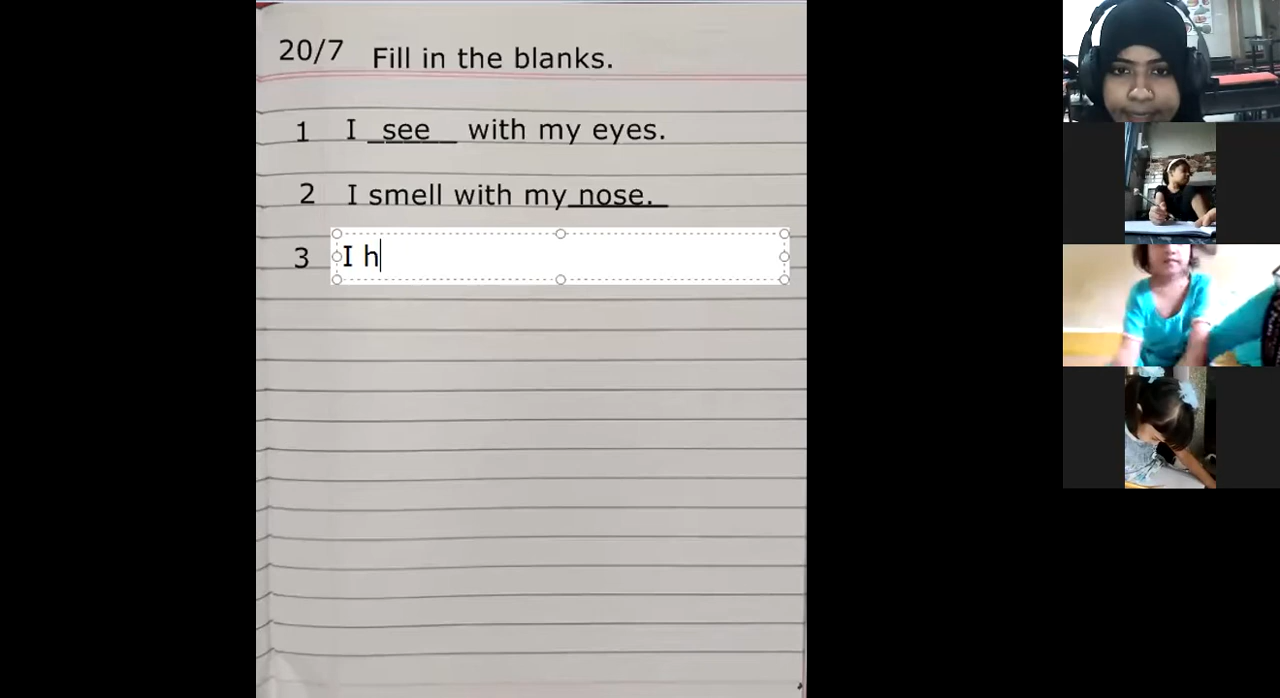 20/7 Fill in the blanks.
1 I see with my eyes.
2 I smell with my nose.
3 I h